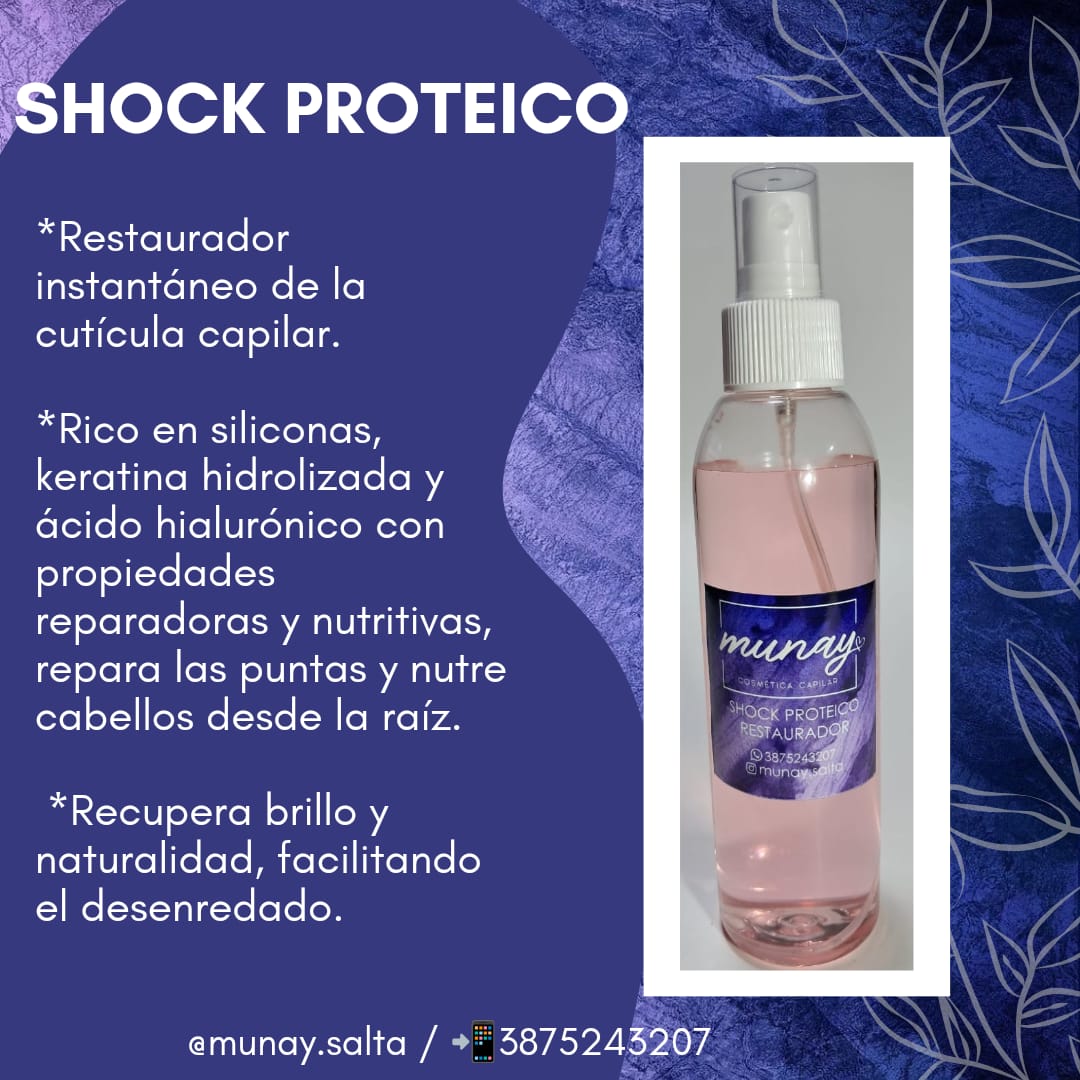 SHOCK PROTEICO
*Restaurador
instantáneo de la
cutícula capilar.
*Rico en siliconas,
keratina hidrolizada y
ácido hialurónico con
propiedades
reparadoras y nutritivas,
repara las puntas y nutre
cabellos desde la raíz.
*Recupera brillo y
naturalidad, facilitando
el desenredado.
munay
COSMÉTICA CAPILAR
SHOCK PROTEICO
RESTAURADOR
3875243207
munay.salta
@munay.salta / 📲3875243207